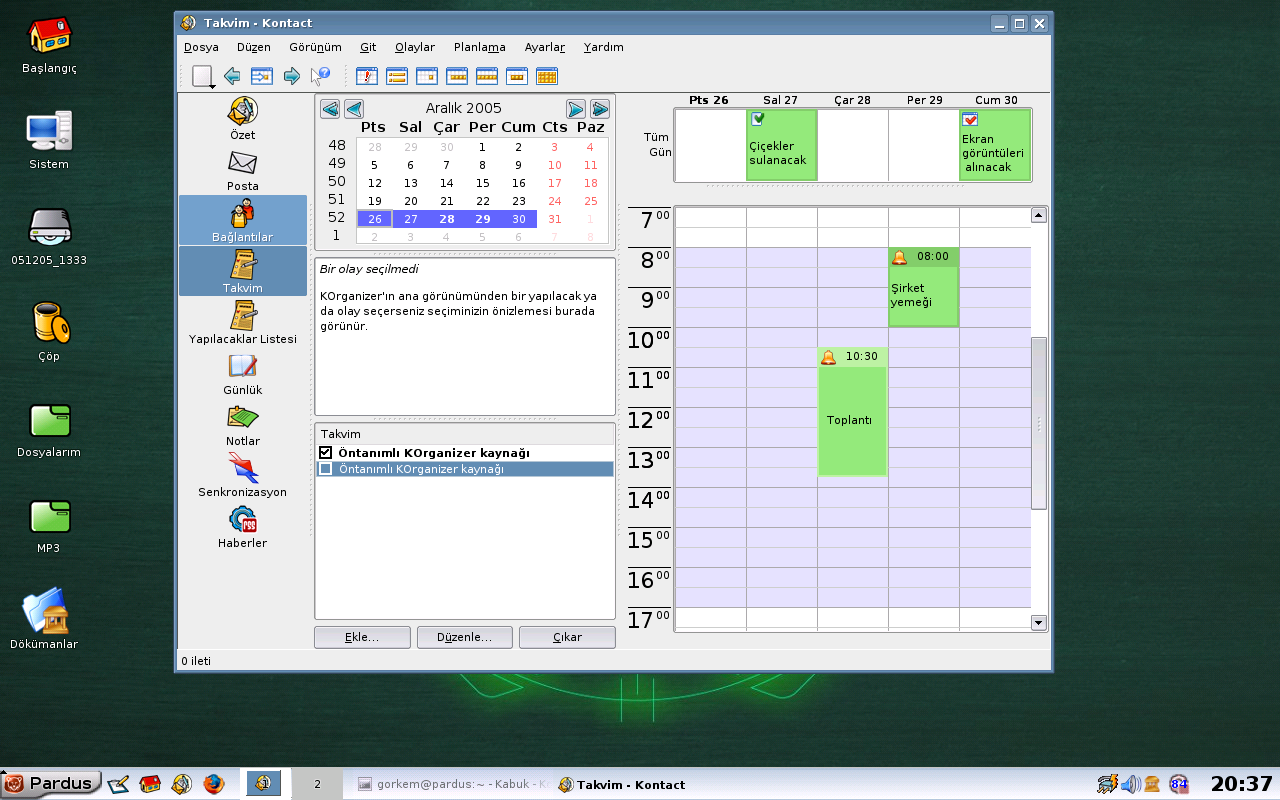 Takvim - Kontact
Dosya Düzen Görünüm Git Olaylar Planlama Ayarlar Yardım
Başlangıç
Sistem
051205_1333
Çöp
Dosyalarım
MP3
Dökümanlar
Özet
Posta
Bağlantılar
Takvim
Yapılacaklar Listesi
Günlük
Notlar
Senkronizasyon
Haberler
Aralık 2005
Pts Sal Çar Per Cum Cts Paz
48 28 29 30 1 2 3 4
49 5 6 7 8 9 10 11
50 12 13 14 15 16 17 18
51 19 20 21 22 23 24 25
52 26 27 28 29 30 31 1
1 2 3 4 5 6 7 8
Bir olay seçilmedi
KOrganizer'ın ana görünümünden bir yapılacak ya
da olay seçerseniz seçiminizin önizlemesi burada
görünür.
Takvim
Öntanımlı KOrganizer kaynağı
Öntanımlı KOrganizer kaynağı
Ekle... Düzenle... Çıkar
0 ileti
Pts 26 Sal 27 Çar 28 Per 29 Cum 30
Tüm
Gün
Çiçekler
sulanacak
Ekran
görüntüleri
alınacak
7 00
8 00
9 00
10 00
11 00
12 00
13 00
14 00
15 00
16 00
17 00
08:00
Şirket
yemeği
10:30
Toplantı
Pardus 1 2 gorkem@pardus:~ - Kabuk - Takvim - Kontact 84 20:37